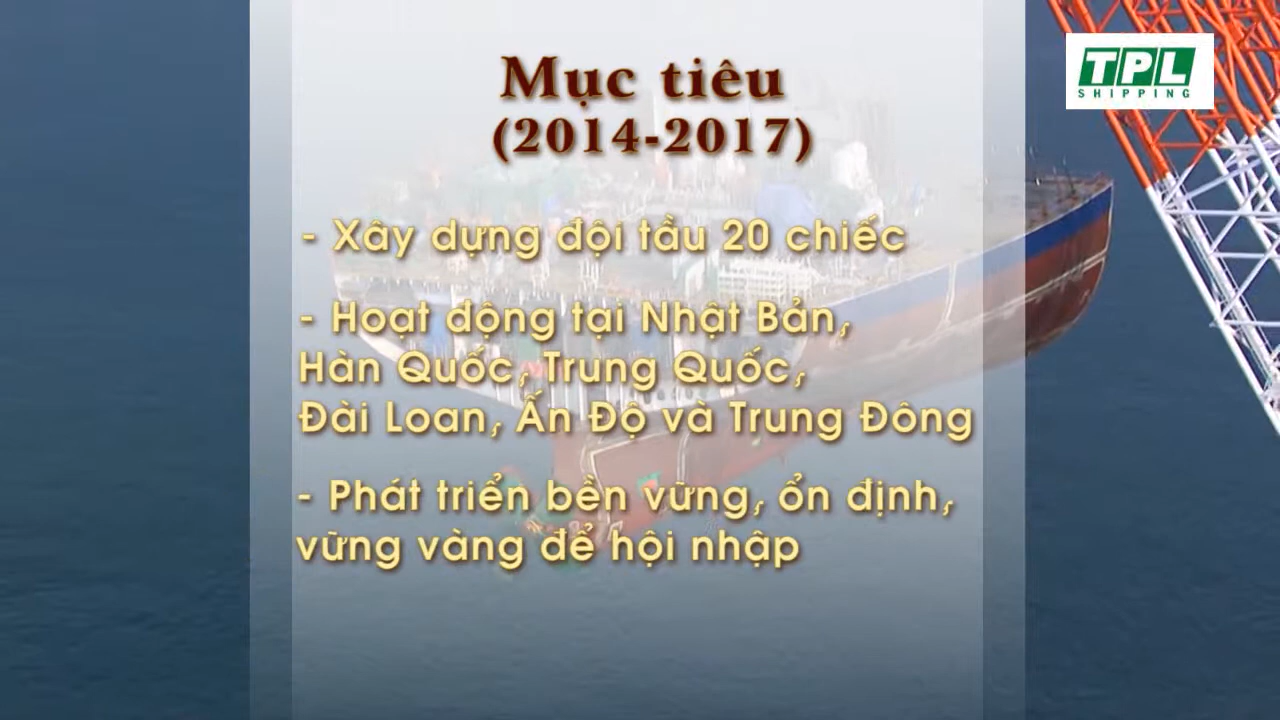 Mục tiêu
(2014-2017)
TPL
SHIPPING
- Xây dựng đội tầu 20 chiếc
- Hoạt động tại Nhật Bản,
Hàn Quốc, Trung Quốc,
Đài Loan, Ấn Độ và Trung Đông
- Phát triển bền vững, ổn định,
vững vàng để hội nhập